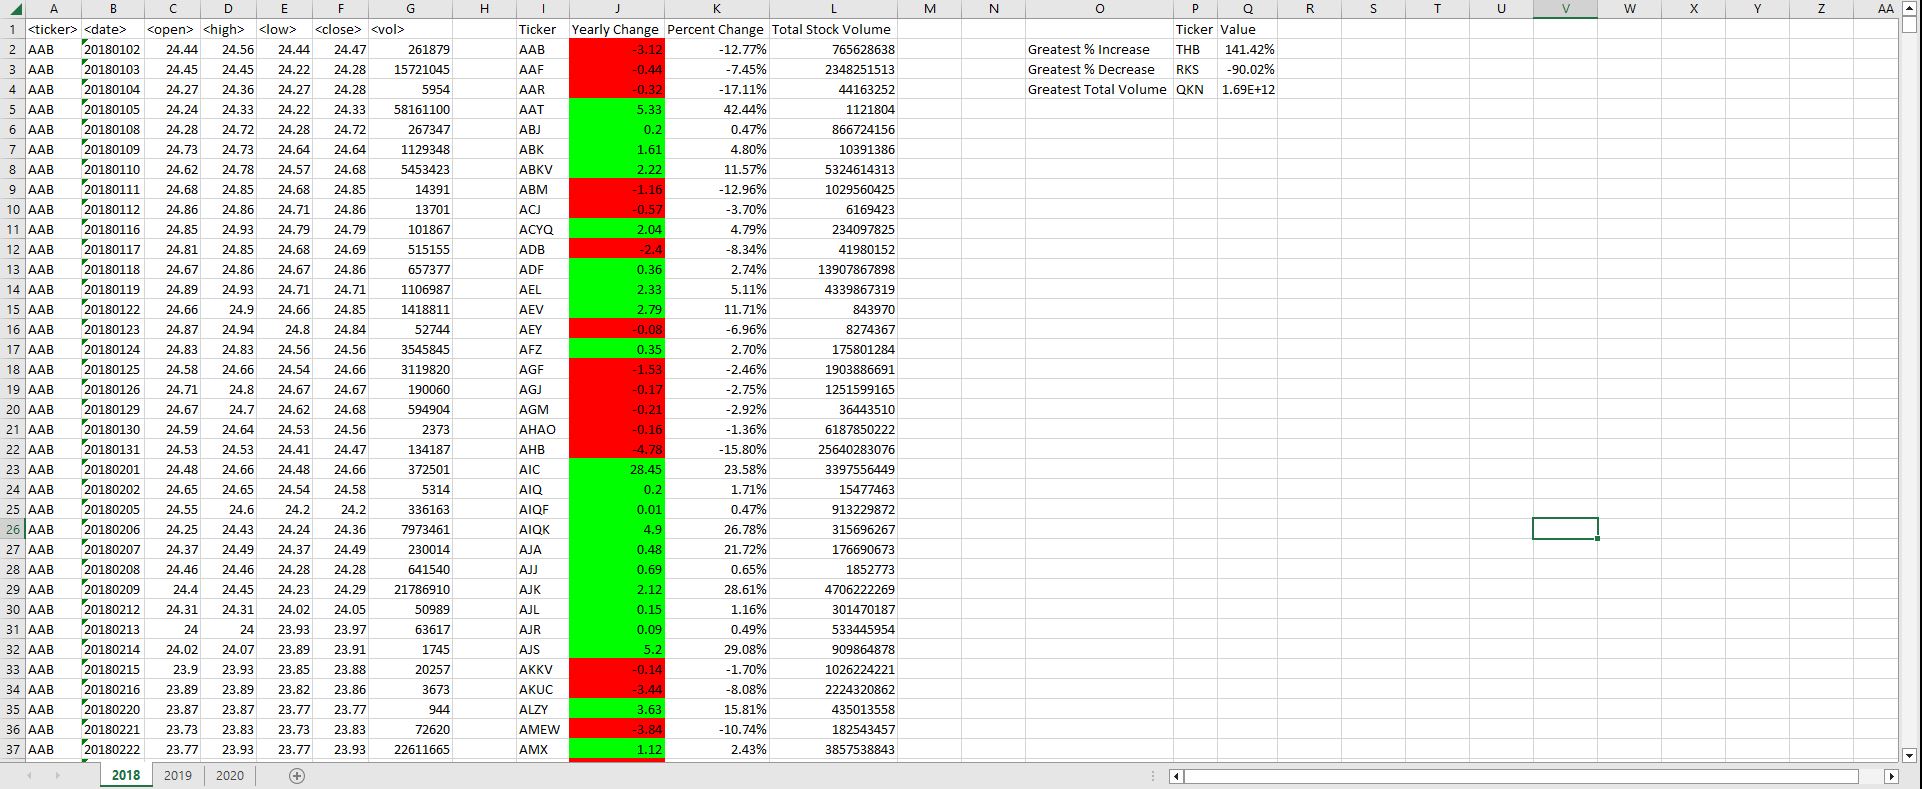 A B C D E F G H I J K L M N O P Q R S T U V W X Y Z AA
1 <ticker> <date> <open> <high> <low> <close> <vol> Ticker Yearly Change Percent Change Total Stock Volume Ticker Value
2 AAB 20180102 24.44 24.56 24.44 24.47 261879 AAB -3.12 -12.77% 765628638 Greatest % Increase THB 141.42%
3 AAB 20180103 24.45 24.45 24.22 24.28 15721045 AAF -0.44 -7.45% 2348251513 Greatest % Decrease RKS -90.02%
4 AAB 20180104 24.27 24.36 24.27 24.28 5954 AAR -0.32 -17.11% 44163252 Greatest Total Volume QKN 1.69E+12
5 AAB 20180105 24.24 24.33 24.22 24.33 58161100 AAT 5.33 42.44% 1121804
6 AAB 20180108 24.28 24.72 24.28 24.72 267347 ABJ 0.2 0.47% 866724156
7 AAB 20180109 24.73 24.73 24.64 24.64 1129348 ABK 1.61 4.80% 10391386
8 AAB 20180110 24.62 24.78 24.57 24.68 5453423 ABKV 2.22 11.57% 5324614313
9 AAB 20180111 24.68 24.85 24.68 24.85 14391 ABM -1.16 -12.96% 1029560425
10 AAB 20180112 24.86 24.86 24.71 24.86 13701 ACJ -0.57 -3.70% 6169423
11 AAB 20180116 24.85 24.93 24.79 24.79 101867 ACYQ 2.04 4.79% 234097825
12 AAB 20180117 24.81 24.85 24.68 24.69 515155 ADB -2.4 -8.34% 41980152
13 AAB 20180118 24.67 24.86 24.67 24.86 657377 ADF 0.36 2.74% 13907867898
14 AAB 20180119 24.89 24.93 24.71 24.71 1106987 AEL 2.33 5.11% 4339867319
15 AAB 20180122 24.66 24.9 24.66 24.85 1418811 AEV 2.79 11.71% 843970
16 AAB 20180123 24.87 24.94 24.8 24.84 52744 AEY -0.08 -6.96% 8274367
17 AAB 20180124 24.83 24.83 24.56 24.56 3545845 AFZ 0.35 2.70% 175801284
18 AAB 20180125 24.58 24.66 24.54 24.66 3119820 AGF -1.53 -2.46% 1903886691
19 AAB 20180126 24.71 24.8 24.67 24.67 190060 AGJ -0.17 -2.75% 1251599165
20 AAB 20180129 24.67 24.7 24.62 24.68 594904 AGM -0.21 -2.92% 36443510
21 AAB 20180130 24.59 24.64 24.53 24.56 2373 AHAO -0.16 -1.36% 6187850222
22 AAB 20180131 24.53 24.53 24.41 24.47 134187 AHB -4.78 -15.80% 25640283076
23 AAB 20180201 24.48 24.66 24.48 24.66 372501 AIC 28.45 23.58% 3397556449
24 AAB 20180202 24.65 24.65 24.54 24.58 5314 AIQ 0.2 1.71% 15477463
25 AAB 20180205 24.55 24.6 24.2 24.2 336163 AIQF 0.01 0.47% 913229872
26 AAB 20180206 24.25 24.43 24.24 24.36 7973461 AIQK 4.9 26.78% 315696267
27 AAB 20180207 24.37 24.49 24.37 24.49 230014 AJA 0.48 21.72% 176690673
28 AAB 20180208 24.46 24.46 24.28 24.28 641540 AJJ 0.69 0.65% 1852773
29 AAB 20180209 24.4 24.45 24.23 24.29 21786910 AJK 2.12 28.61% 4706222269
30 AAB 20180212 24.31 24.31 24.02 24.05 50989 AJL 0.15 1.16% 301470187
31 AAB 20180213 24 24 23.93 23.97 63617 AJR 0.09 0.49% 533445954
32 AAB 20180214 24.02 24.07 23.89 23.91 1745 AJS 5.2 29.08% 909864878
33 AAB 20180215 23.9 23.93 23.85 23.88 20257 AKKV -0.14 -1.70% 1026224221
34 AAB 20180216 23.89 23.89 23.82 23.86 3673 AKUC -3.44 -8.08% 2224320862
35 AAB 20180220 23.87 23.87 23.77 23.77 944 ALZY 3.63 15.81% 435013558
36 AAB 20180221 23.73 23.83 23.73 23.83 72620 AMEW -3.84 -10.74% 182543457
37 AAB 20180222 23.77 23.93 23.77 23.93 22611665 AMX 1.12 2.43% 3857538843
2018 2019 2020